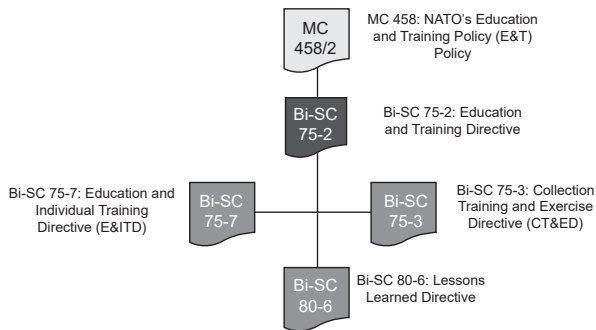 MC
458/2
MC 458: NATO's Education
and Training Policy (E&T)
Policy
Bi-SC
75-2
Bi-SC 75-2: Education
and Training Directive
Bi-SC 75-7: Education and
Individual Training
Directive (E&ITD)
Bi-SC
75-7
Bi-SC
75-3
Bi-SC 75-3: Collection
Training and Exercise
Directive (CT&ED)
Bi-SC
80-6
Bi-SC 80-6: Lessons
Learned Directive